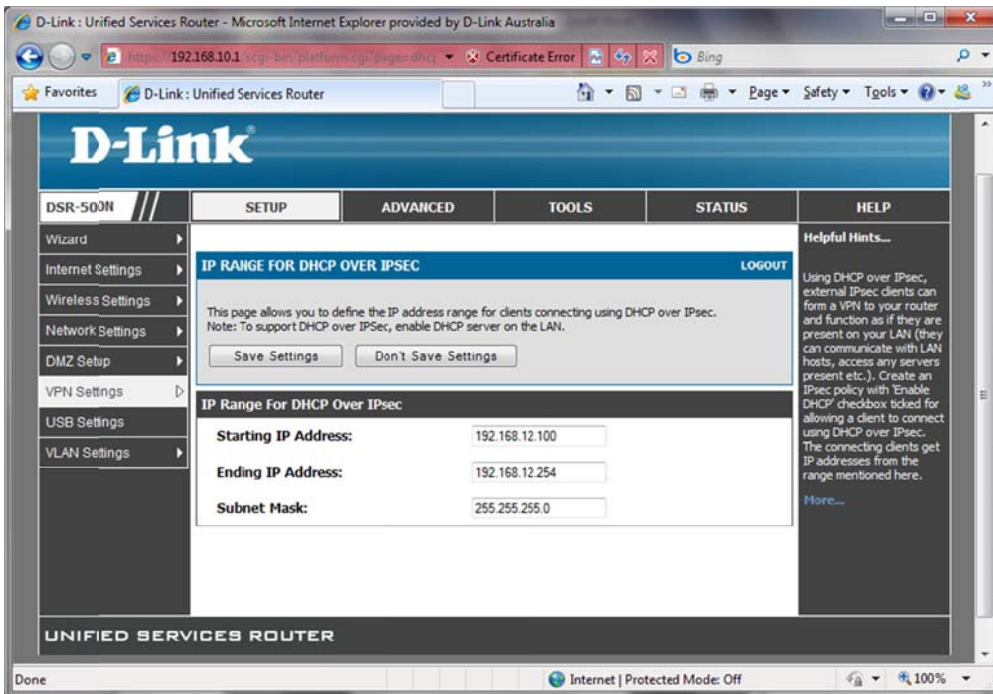 D-Link : Unified Services Router - Microsoft Internet Explorer provided by D-Link Australia
https://192.168.10.1/scgi-bin/platform.cgi?page=dhcp
Certificate Error
Bing
Favorites
D-Link : Unified Services Router
Page
Safety
Tools
D-Link
DSR-500N
SETUP
ADVANCED
TOOLS
STATUS
HELP
Wizard
Internet Settings
Wireless Settings
Network Settings
DMZ Setup
VPN Settings
USB Settings
VLAN Settings
IP RANGE FOR DHCP OVER IPSEC
LOGOUT
This page allows you to define the IP address range for clients connecting using DHCP over IPsec.
Note: To support DHCP over IPSec, enable DHCP server on the LAN.
Save Settings
Don't Save Settings
IP Range For DHCP Over IPsec
Starting IP Address:
192.168.12.100
Ending IP Address:
192.168.12.254
Subnet Mask:
255.255.255.0
Helpful Hints...
Using DHCP over IPsec,
external IPsec clients can
form a VPN to your router
and function as if they are
present on your LAN (they
can communicate with LAN
hosts, access any servers
present etc.). Create an
IPsec policy with 'Enable
DHCP' checkbox ticked for
allowing a client to connect
using DHCP over IPsec.
The connecting clients get
IP addresses from the
range mentioned here.
More...
UNIFIED SERVICES ROUTER
Done
Internet | Protected Mode: Off
100%